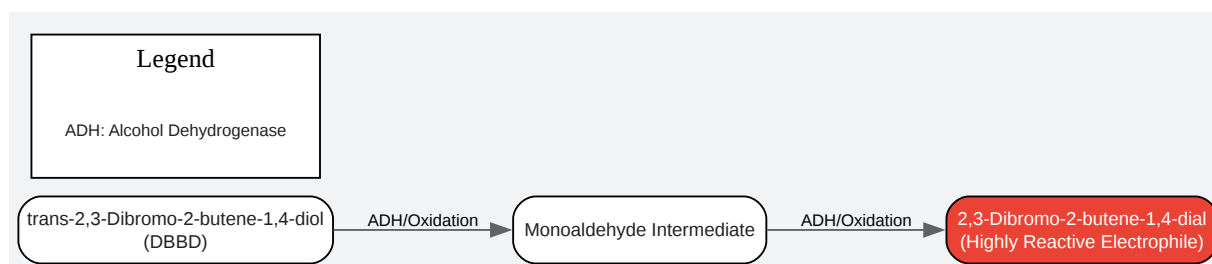 Legend
ADH: Alcohol Dehydrogenase
trans-2,3-Dibromo-2-butene-1,4-diol
(DBBD)
ADH/Oxidation
Monoaldehyde Intermediate
ADH/Oxidation
2,3-Dibromo-2-butene-1,4-dial
(Highly Reactive Electrophile)